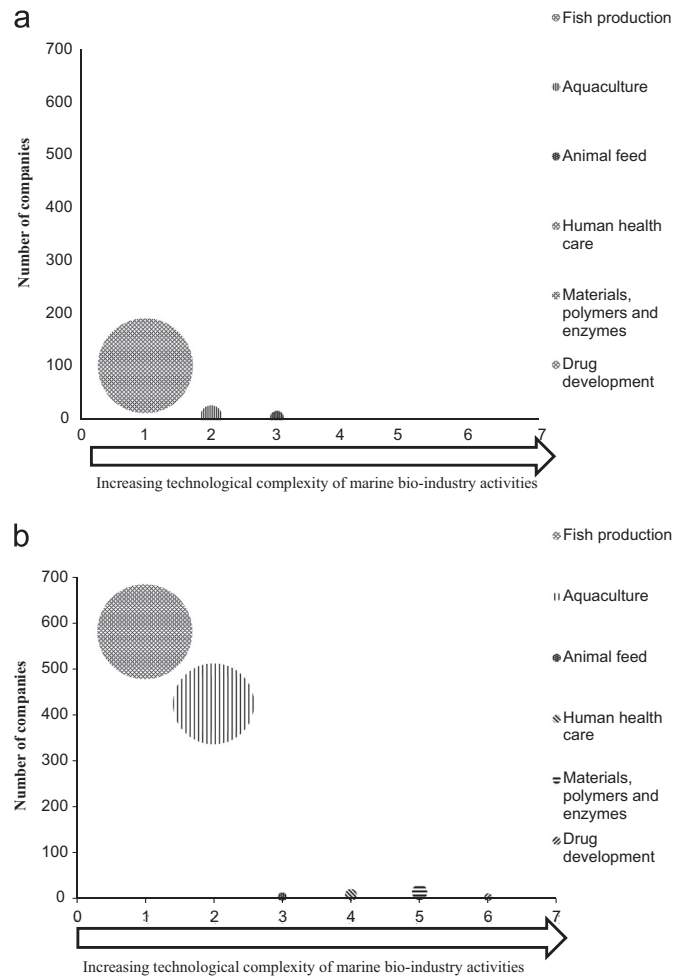 a
700
600
500
400
300
200
100
0
0 1 2 3 4 5 6 7
Number of companies
Increasing technological complexity of marine bio-industry activities
Fish production
Aquaculture
Animal feed
Human health
care
Materials,
polymers and
enzymes
Drug
development
b
700
600
500
400
300
200
100
0
0 1 2 3 4 5 6 7
Number of companies
Increasing technological complexity of marine bio-industry activities
Fish production
Aquaculture
Animal feed
Human health
care
Materials,
polymers and
enzymes
Drug
development